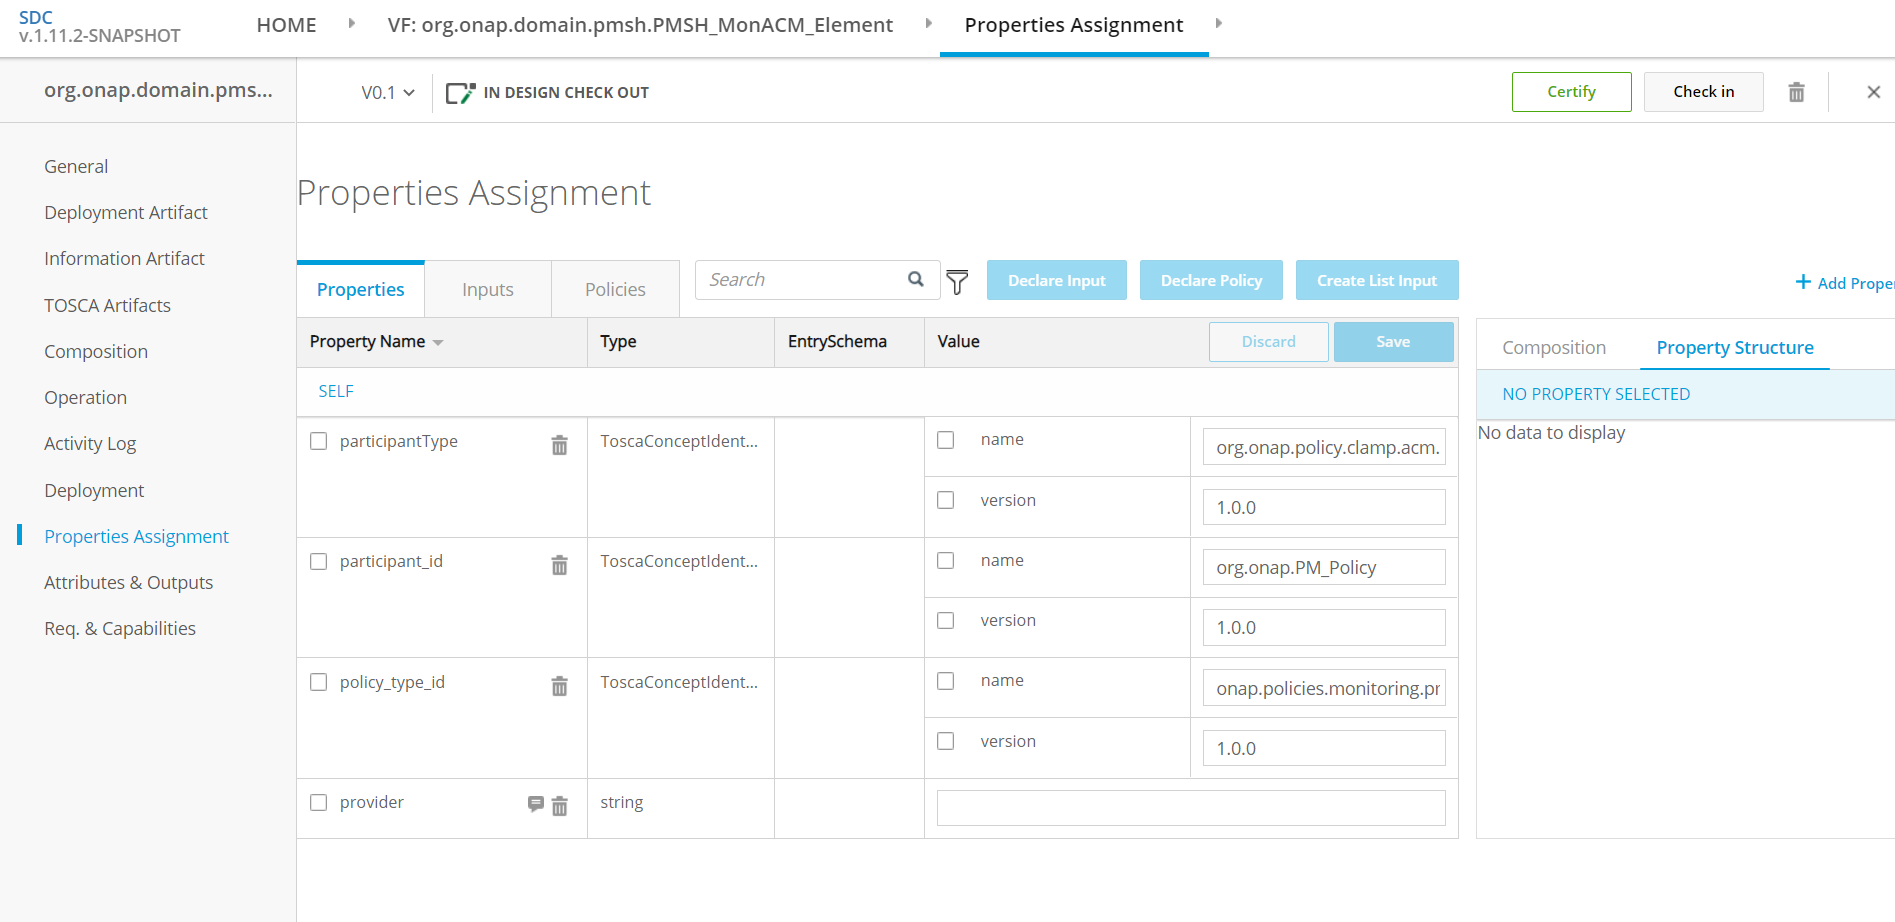 SDC
v.1.11.2-SNAPSHOT
HOME
VF: org.onap.domain.pmsh.PMSH_MonACM_Element
Properties Assignment
org.onap.domain.pms...
V0.1
IN DESIGN CHECK OUT
Certify
Check in
General
Deployment Artifact
Information Artifact
TOSCA Artifacts
Composition
Operation
Activity Log
Deployment
Properties Assignment
Attributes & Outputs
Req. & Capabilities
Properties Assignment
Properties
Inputs
Policies
Search
Declare Input
Declare Policy
Create List Input
Add Proper
Property Name
Type
EntrySchema
Value
Discard
Save
SELF
participantType
ToscaConceptIdent...
name
org.onap.policy.clamp.acm.
version
1.0.0
participant_id
ToscaConceptIdent...
name
org.onap.PM_Policy
version
1.0.0
policy_type_id
ToscaConceptIdent...
name
onap.policies.monitoring.pr
version
1.0.0
provider
string
Composition
Property Structure
NO PROPERTY SELECTED
No data to display